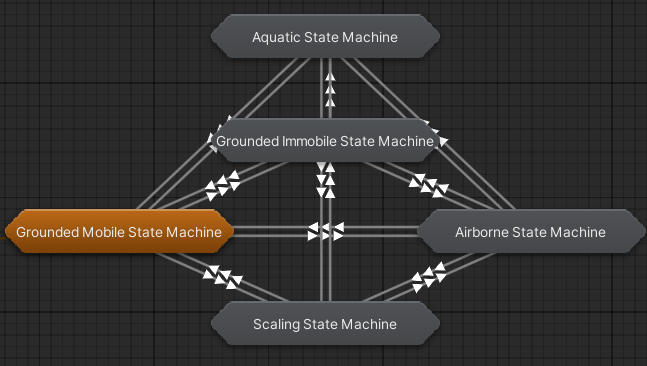 Aquatic State Machine
Grounded Immobile State Machine
Grounded Mobile State Machine
Airborne State Machine
Scaling State Machine